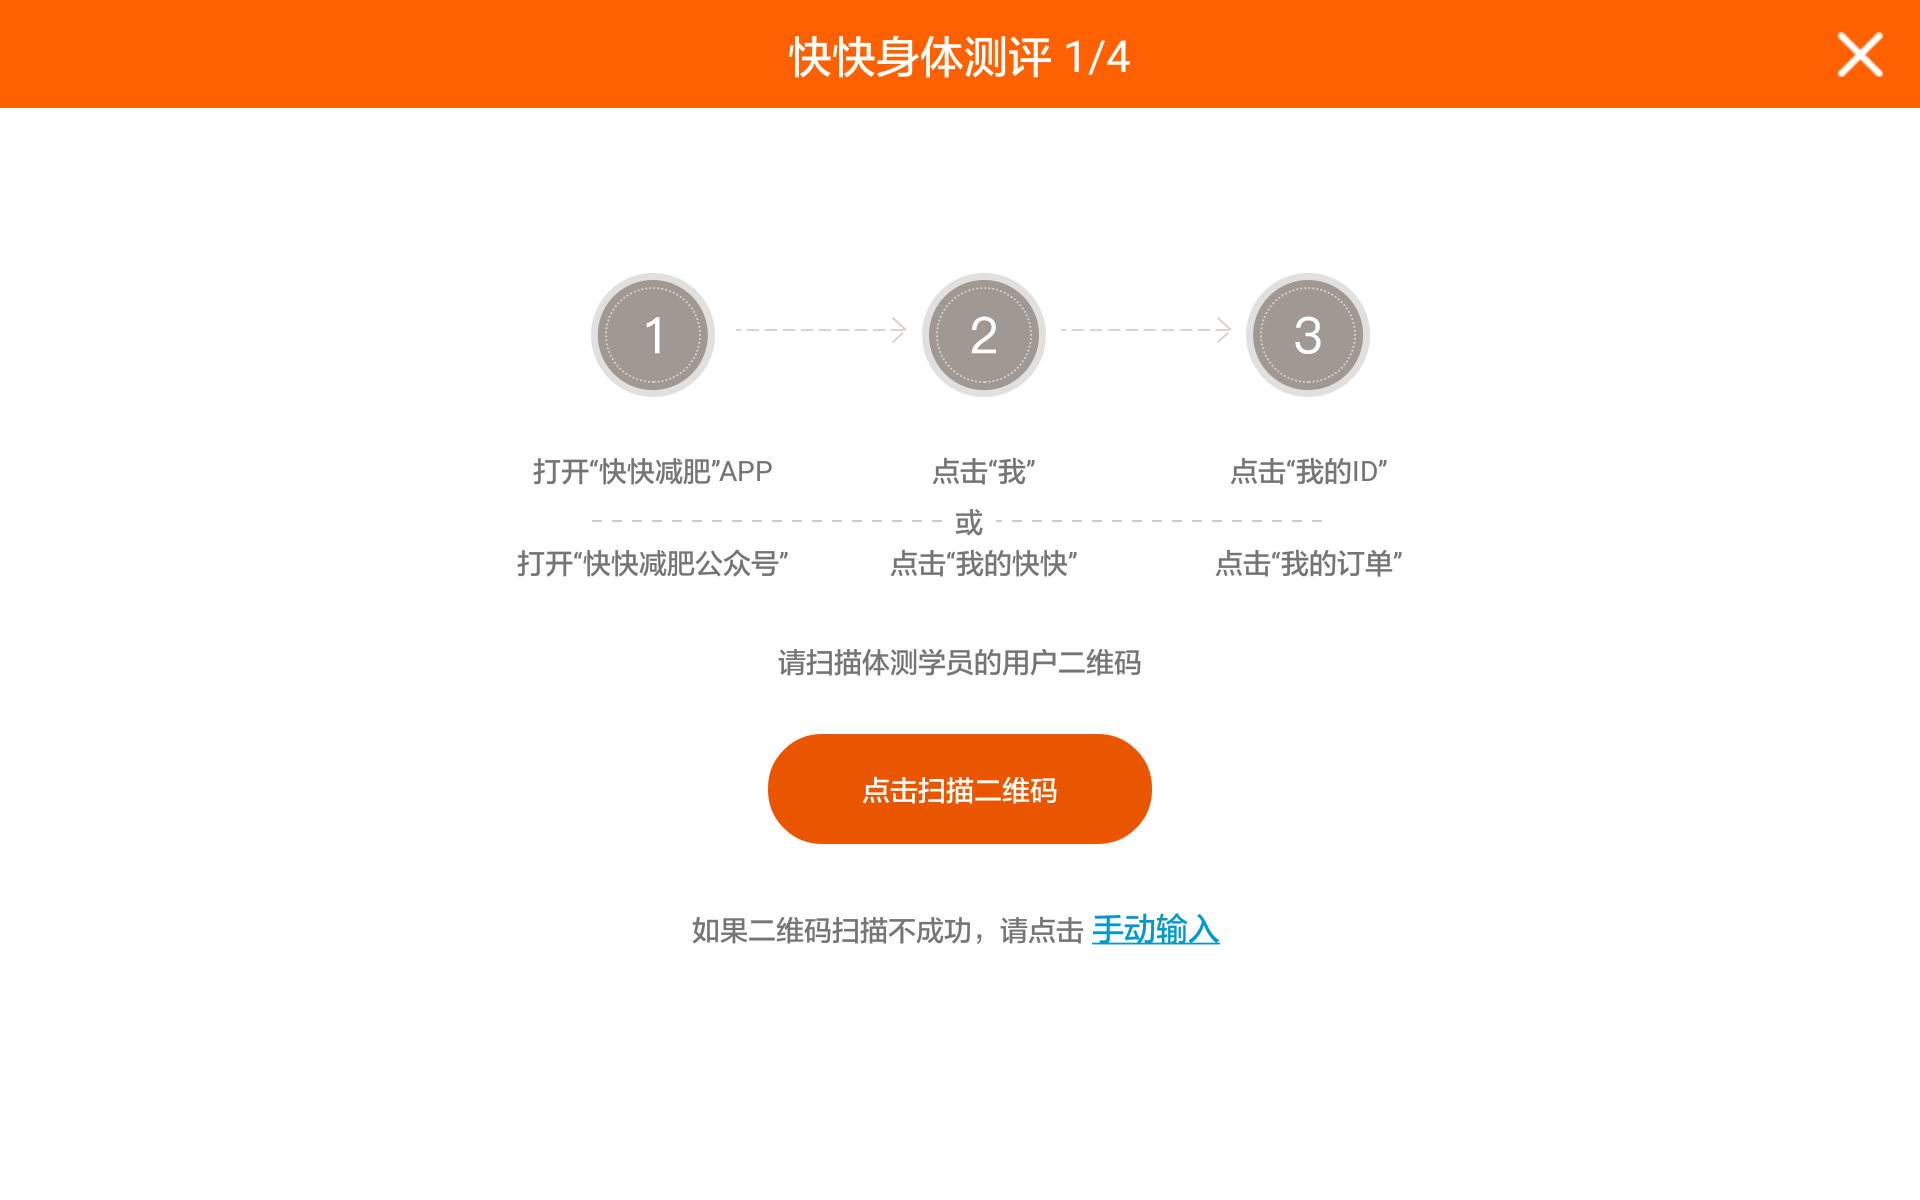 快快身体测评 1/4
1
2
3
打开“快快减肥”APP
点击“我”
点击“我的ID”
或
打开“快快减肥公众号”
点击“我的快快”
点击“我的订单”
请扫描体测学员的用户二维码
点击扫描二维码
如果二维码扫描不成功，请点击 手动输入